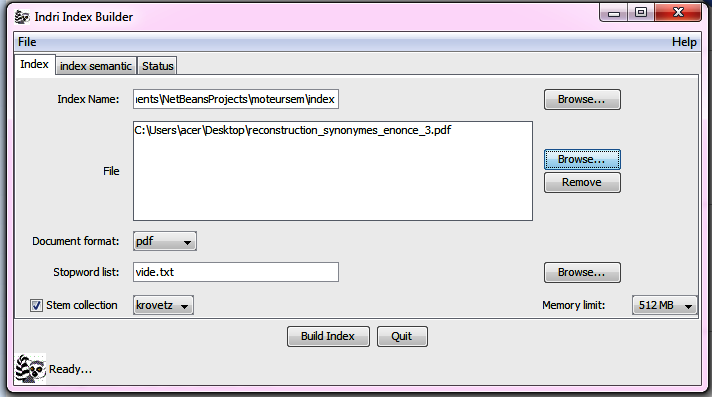 Indri Index Builder
File Help
Index index semantic Status
Index Name: ents\NetBeansProjects\moteursem\index Browse...
C:\Users\acer\Desktop\reconstruction_synonymes_enonce_3.pdf
File Browse...
Remove
Document format: pdf
Stopword list: vide.txt Browse...
Stem collection krovetz Memory limit: 512 MB
Build Index Quit
Ready...